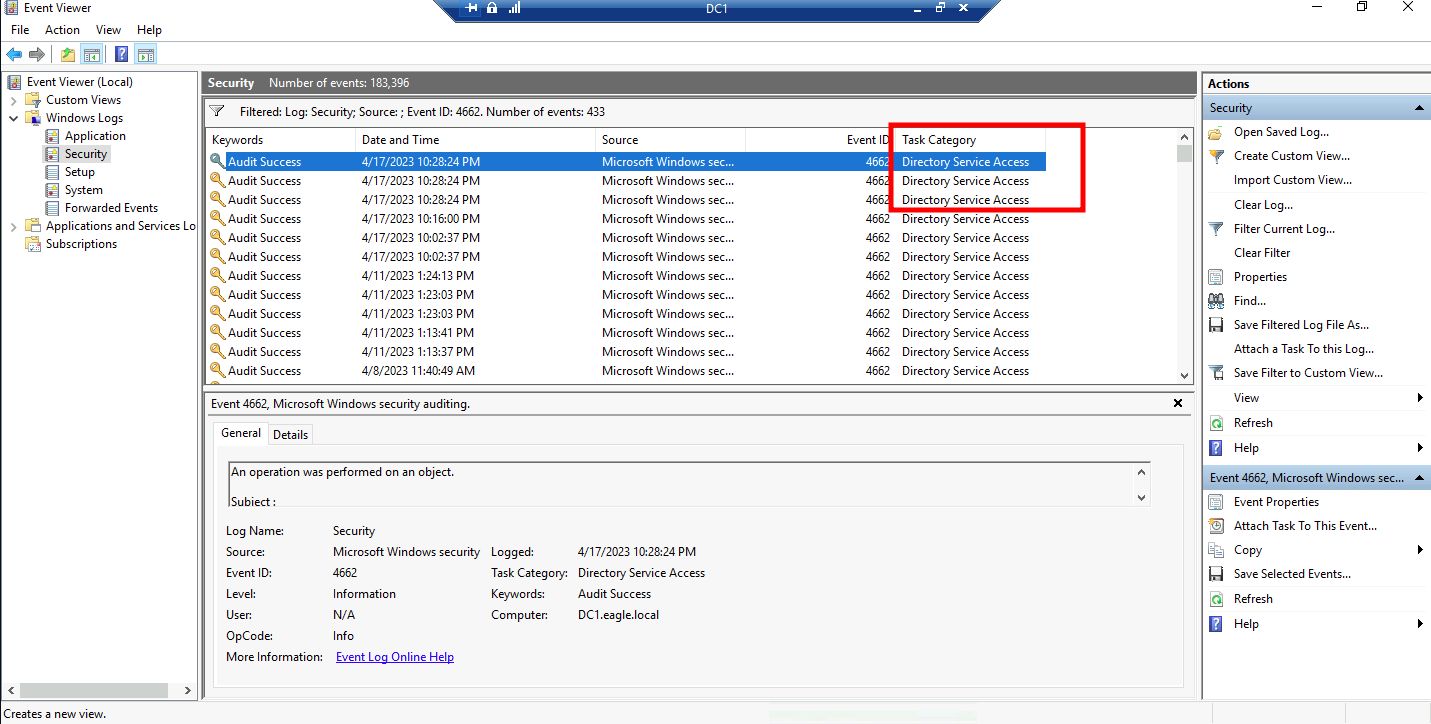 Event Viewer
DC1
File Action View Help
Event Viewer (Local)
Custom Views
Windows Logs
Application
Security
Setup
System
Forwarded Events
Applications and Services Lo
Subscriptions
Security Number of events: 183,396
Filtered: Log: Security; Source: ; Event ID: 4662. Number of events: 433
Keywords Date and Time Source Event ID Task Category
Audit Success 4/17/2023 10:28:24 PM Microsoft Windows sec... 4662 Directory Service Access
Audit Success 4/17/2023 10:28:24 PM Microsoft Windows sec... 4662 Directory Service Access
Audit Success 4/17/2023 10:28:24 PM Microsoft Windows sec... 4662 Directory Service Access
Audit Success 4/17/2023 10:16:00 PM Microsoft Windows sec... 4662 Directory Service Access
Audit Success 4/17/2023 10:02:37 PM Microsoft Windows sec... 4662 Directory Service Access
Audit Success 4/17/2023 10:02:37 PM Microsoft Windows sec... 4662 Directory Service Access
Audit Success 4/11/2023 1:24:13 PM Microsoft Windows sec... 4662 Directory Service Access
Audit Success 4/11/2023 1:23:03 PM Microsoft Windows sec... 4662 Directory Service Access
Audit Success 4/11/2023 1:23:03 PM Microsoft Windows sec... 4662 Directory Service Access
Audit Success 4/11/2023 1:13:41 PM Microsoft Windows sec... 4662 Directory Service Access
Audit Success 4/11/2023 1:13:37 PM Microsoft Windows sec... 4662 Directory Service Access
Audit Success 4/8/2023 11:40:49 AM Microsoft Windows sec... 4662 Directory Service Access
Event 4662, Microsoft Windows security auditing.
General Details
An operation was performed on an object.
Subject :
Log Name: Security
Source: Microsoft Windows security Logged: 4/17/2023 10:28:24 PM
Event ID: 4662 Task Category: Directory Service Access
Level: Information Keywords: Audit Success
User: N/A Computer: DC1.eagle.local
OpCode: Info
More Information: Event Log Online Help
Actions
Security
Open Saved Log...
Create Custom View...
Import Custom View...
Clear Log...
Filter Current Log...
Clear Filter
Properties
Find...
Save Filtered Log File As...
Attach a Task To this Log...
Save Filter to Custom View...
View
Refresh
Help
Event 4662, Microsoft Windows sec...
Event Properties
Attach Task To This Event...
Copy
Save Selected Events...
Refresh
Help
Creates a new view.